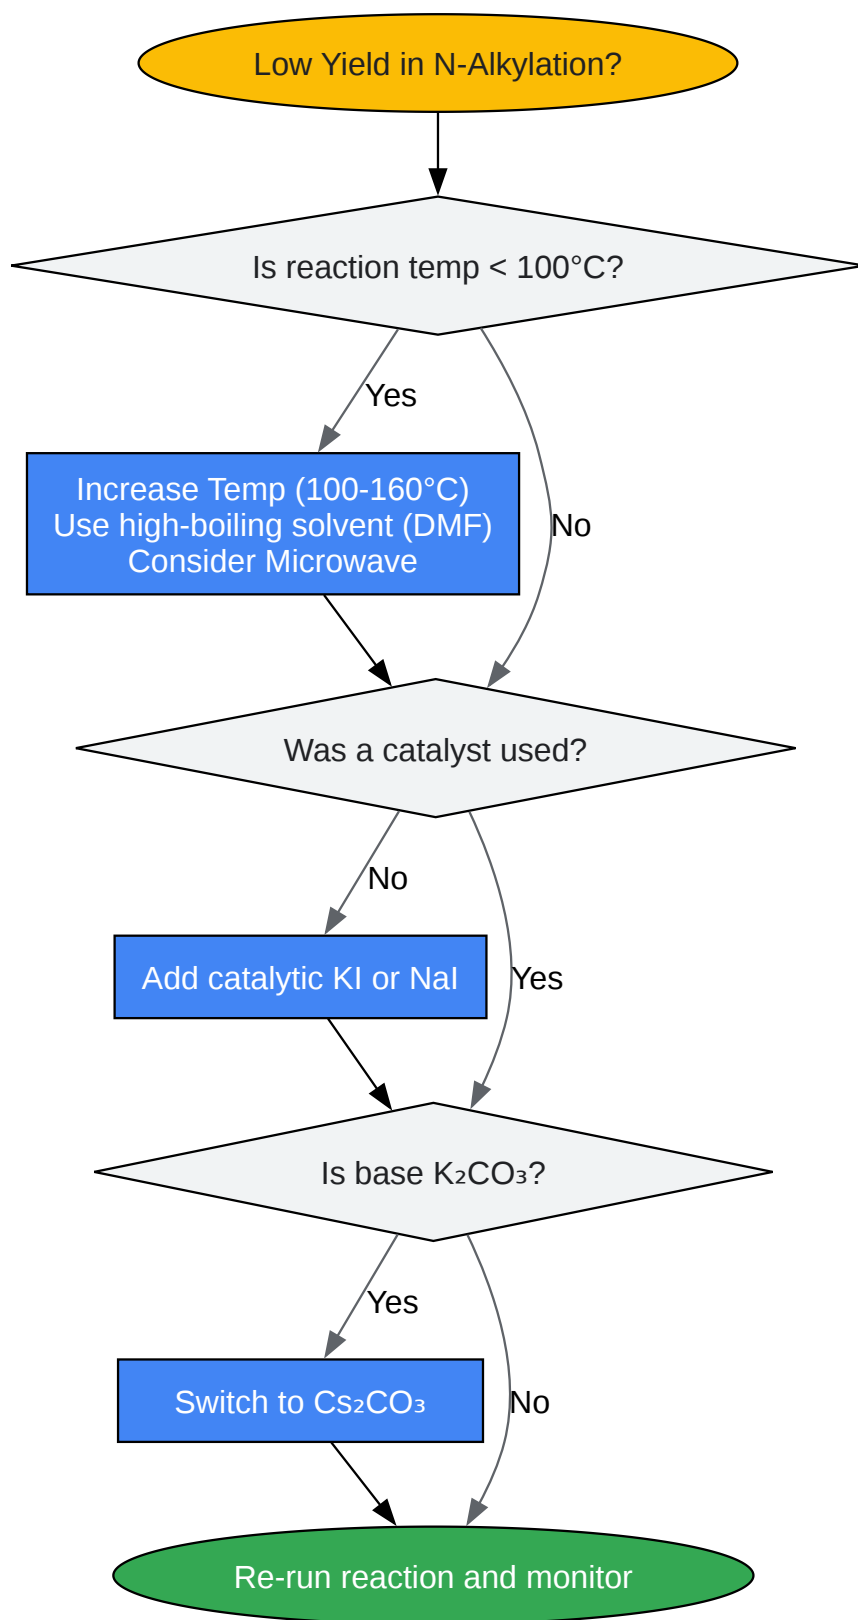 Low Yield in N-Alkylation?
Is reaction temp < 100°C?
Yes
Increase Temp (100-160°C)
Use high-boiling solvent (DMF)
Consider Microwave
No
Was a catalyst used?
No
Add catalytic KI or NaI
Yes
Is base K₂CO₃?
Yes
Switch to Cs₂CO₃
No
Re-run reaction and monitor